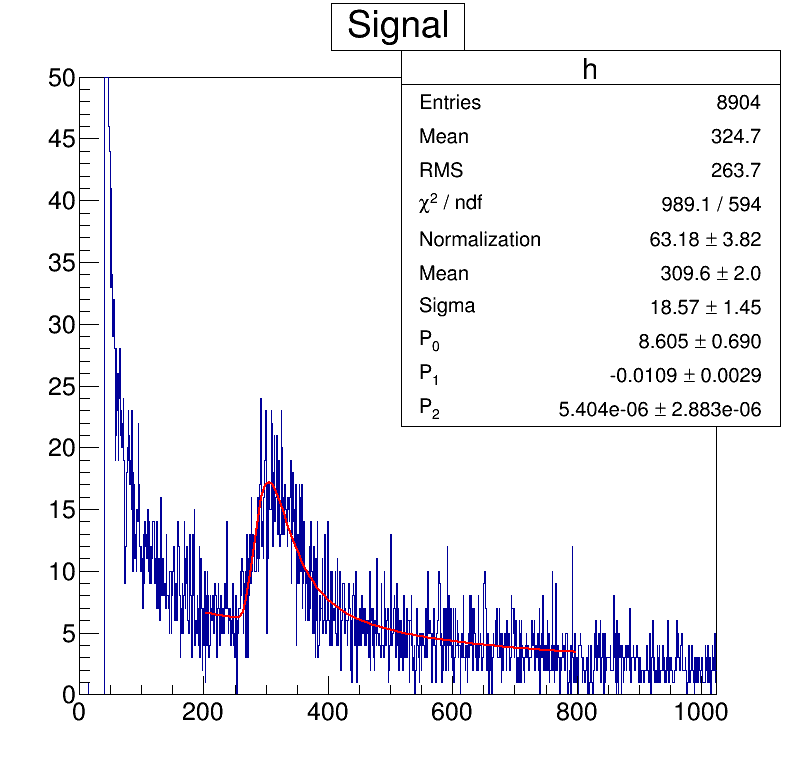 Signal
h
Entries 8904
Mean 324.7
RMS 263.7
χ² / ndf 989.1 / 594
Normalization 63.18 ± 3.82
Mean 309.6 ± 2.0
Sigma 18.57 ± 1.45
P₀ 8.605 ± 0.690
P₁ -0.0109 ± 0.0029
P₂ 5.404e-06 ± 2.883e-06
50
45
40
35
30
25
20
15
10
5
0
0 200 400 600 800 1000